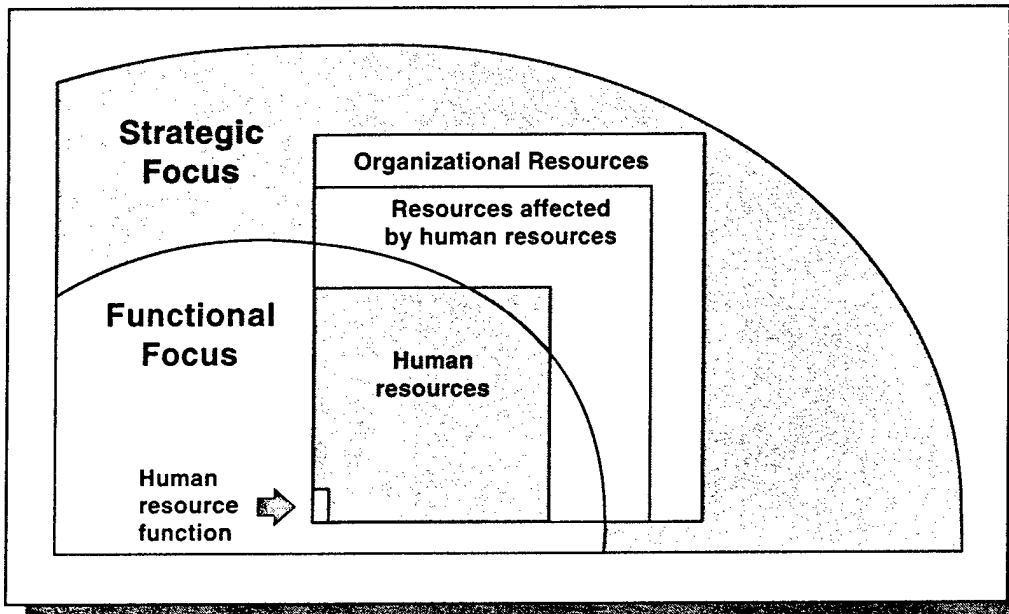 Strategic
Focus
Organizational Resources
Resources affected
by human resources
Functional
Focus
Human
resources
Human
resource
function